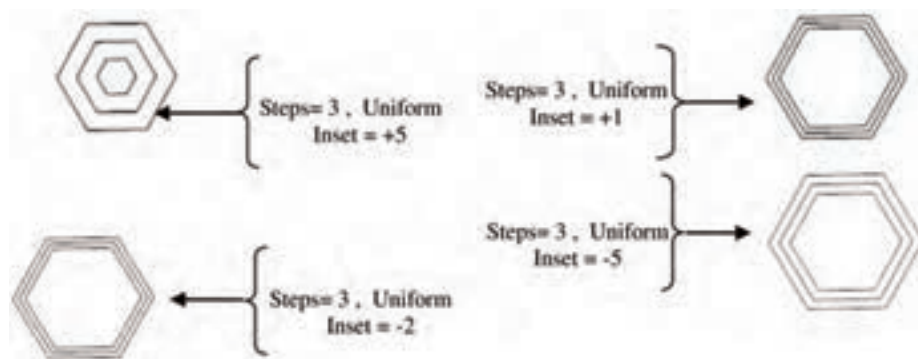 Steps= 3 , Uniform
Inset = +5
Steps= 3 , Uniform
Inset = +1
Steps= 3 , Uniform
Inset = -5
Steps= 3 , Uniform
Inset = -2